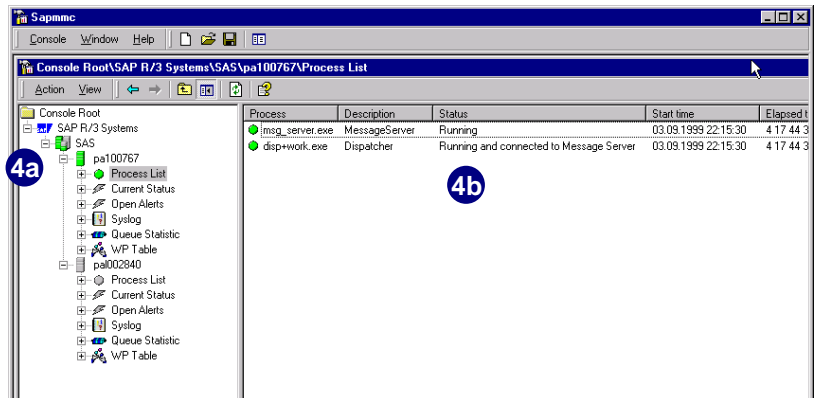 Sapmmc
Console Window Help
Console Root\SAP R/3 Systems\SAS\pa100767\Process List
Action View
Console Root
SAP R/3 Systems
SAS
pa100767
Process List
Current Status
Open Alerts
Syslog
Queue Statistic
WP Table
pal002840
Process List
Current Status
Open Alerts
Syslog
Queue Statistic
WP Table
4a
Process Description Status Start time Elapsed t
msg_server.exe MessageServer Running 03.09.1999 22:15:30 4 17 44 3
disp+work.exe Dispatcher Running and connected to Message Server 03.09.1999 22:15:30 4 17 44 3
4b